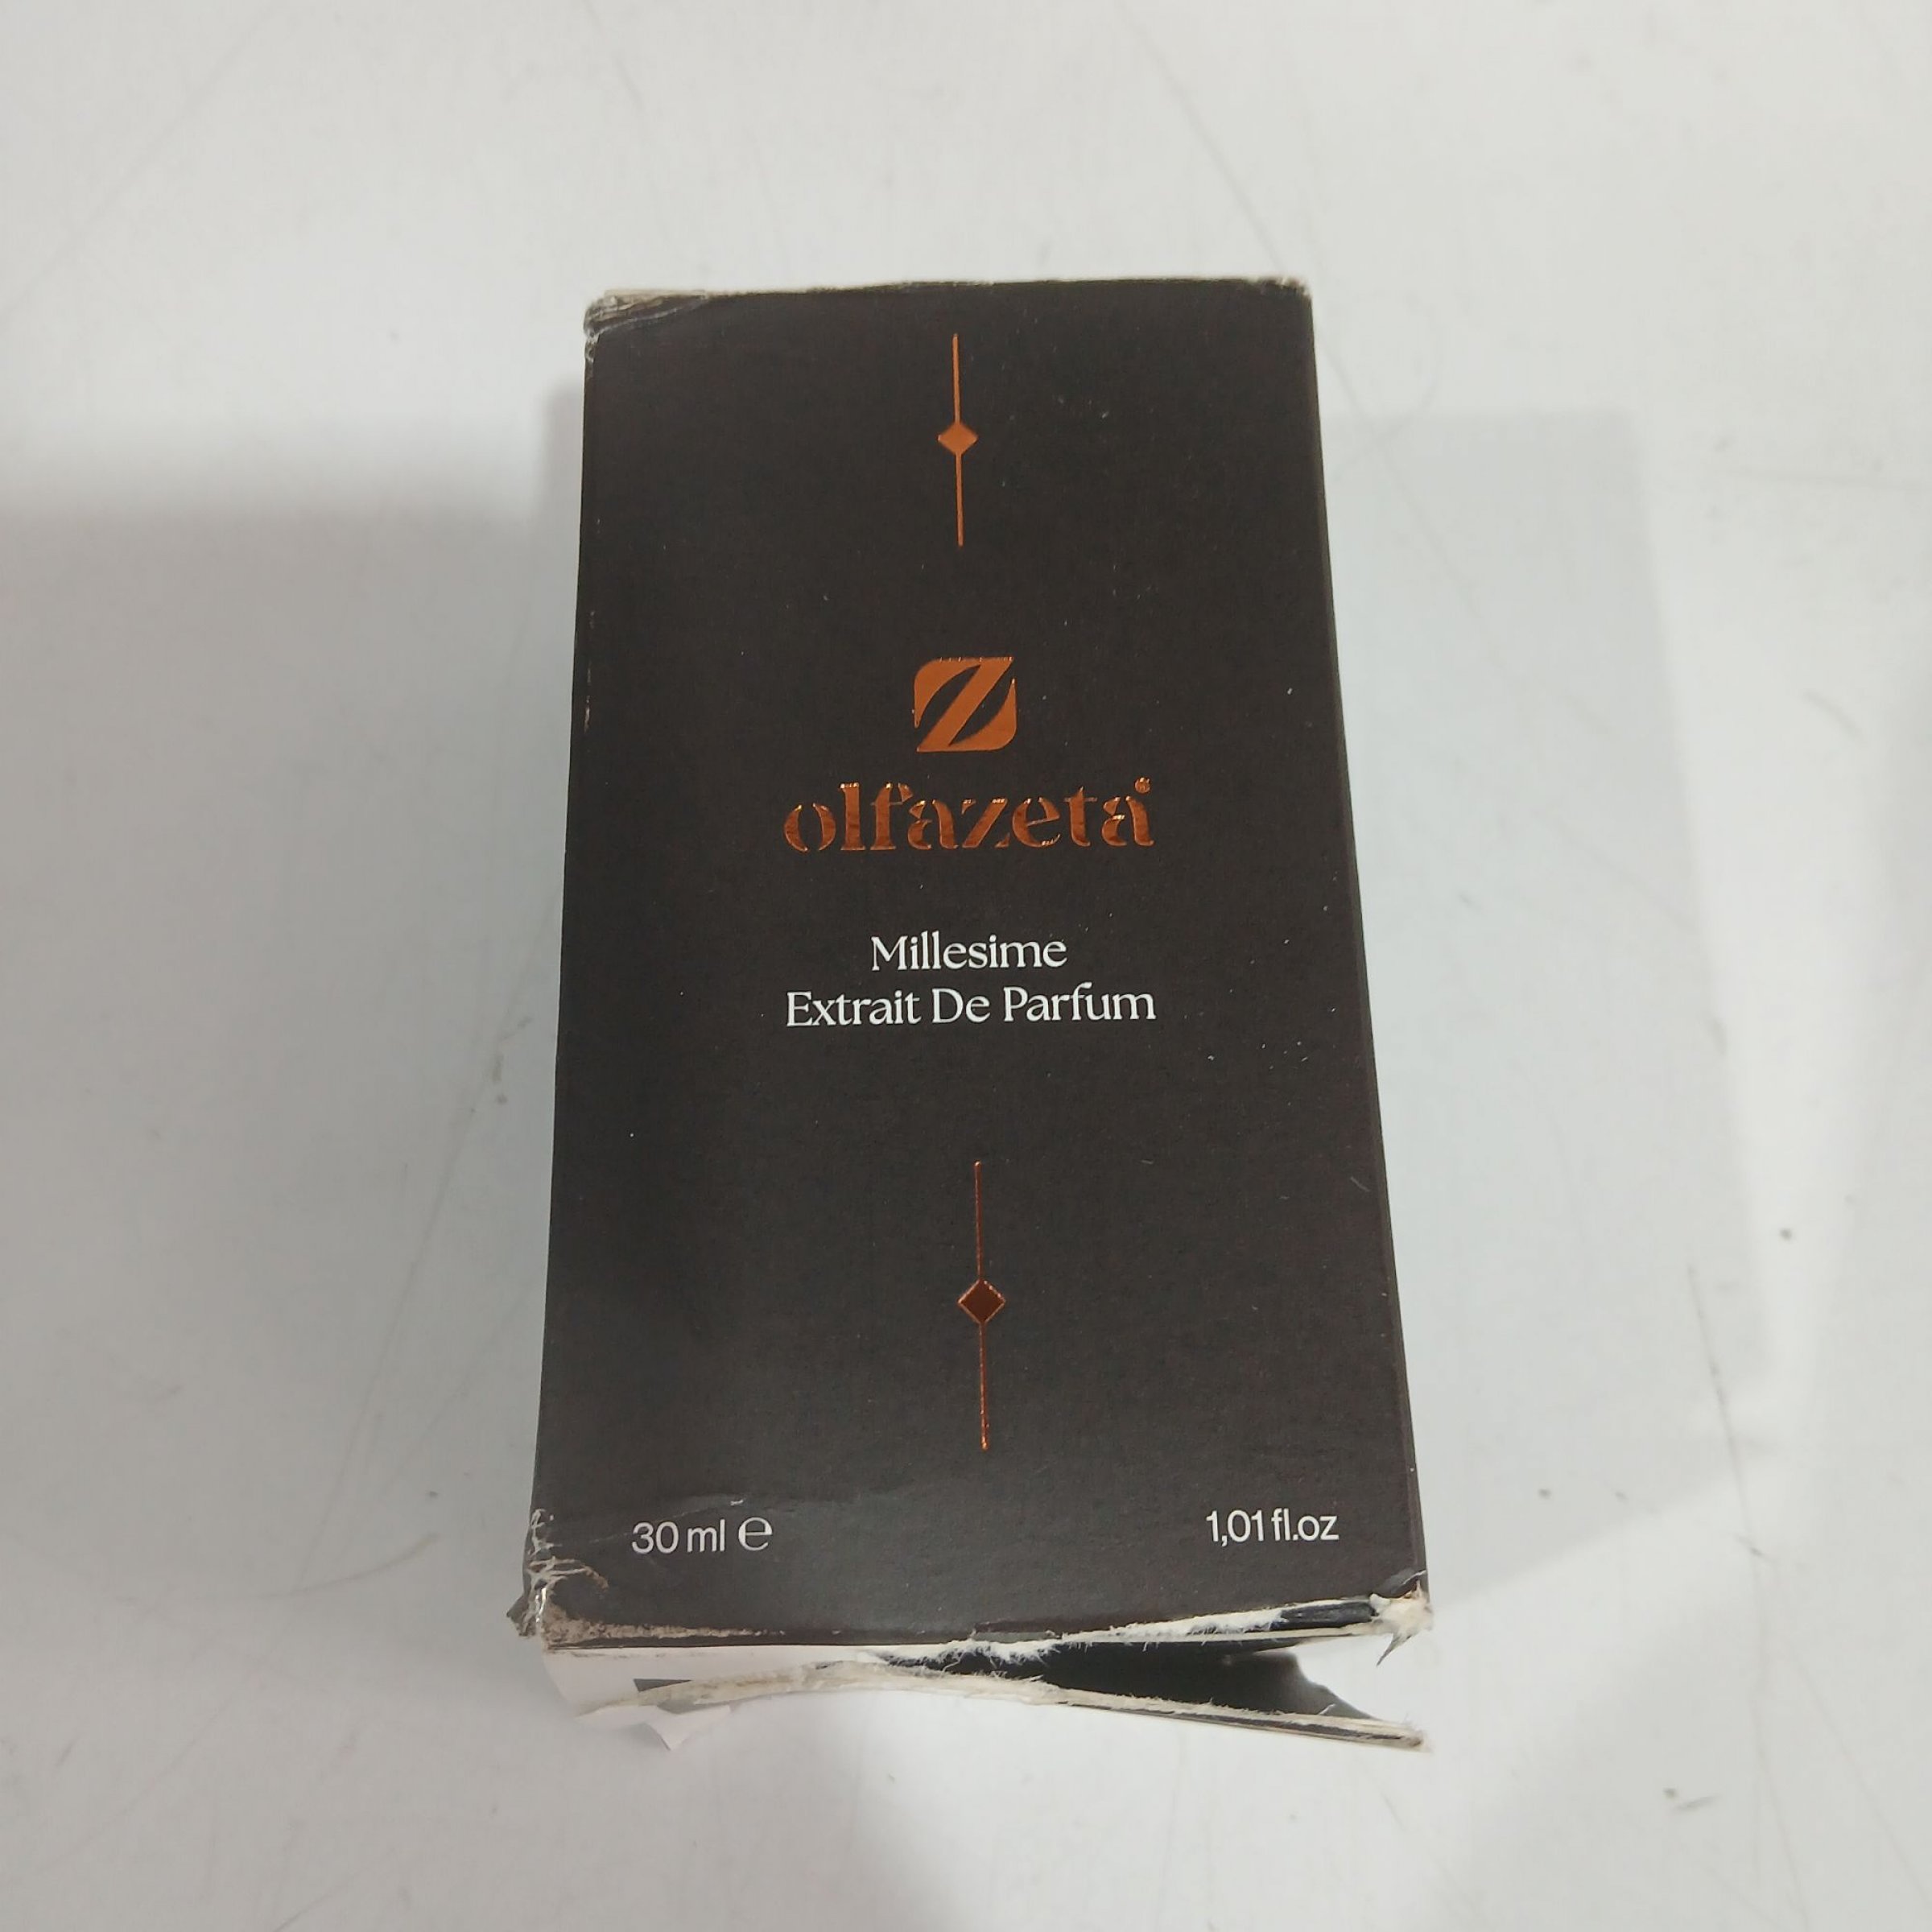 olfazeta
Millesime
Extrait De Parfum
30 ml ℮ 1,01 fl.oz